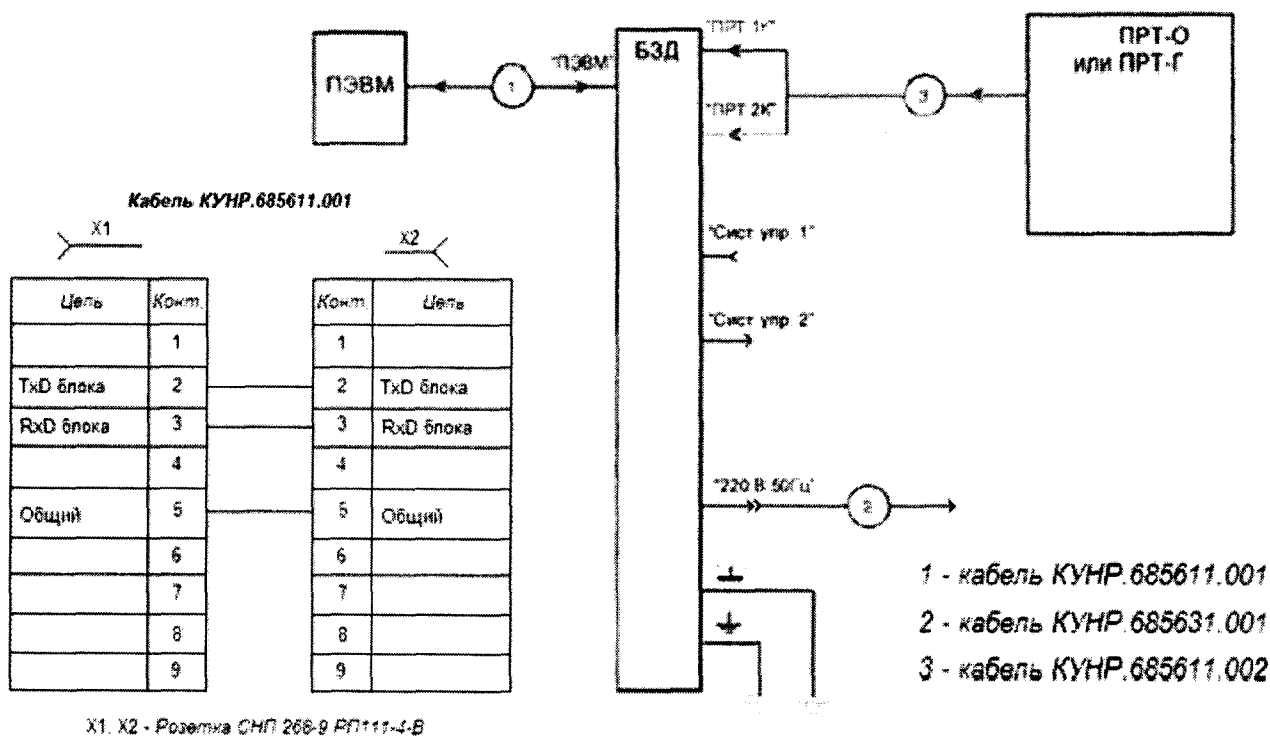 ПЭВМ
1
"ПЭВМ"
БЗД
"ПРТ 1К"
"ПРТ 2К"
3
ПРТ-О
или ПРТ-Г
Кабель КУНР.685611.001
X1
X2
Цепь Конт. Конт. Цепь
1 1
TxD блока 2 2 TxD блока
RxD блока 3 3 RxD блока
4 4
Общий 5 5 Общий
6 6
7 7
8 8
9 9
X1, X2 - Розетка СНП 268-9 РП111-4-В
"Сист упр. 1"
"Сист упр. 2"
"220 В 50Гц"
2
1 - кабель КУНР.685611.001
2 - кабель КУНР.685631.001
3 - кабель КУНР.685611.002